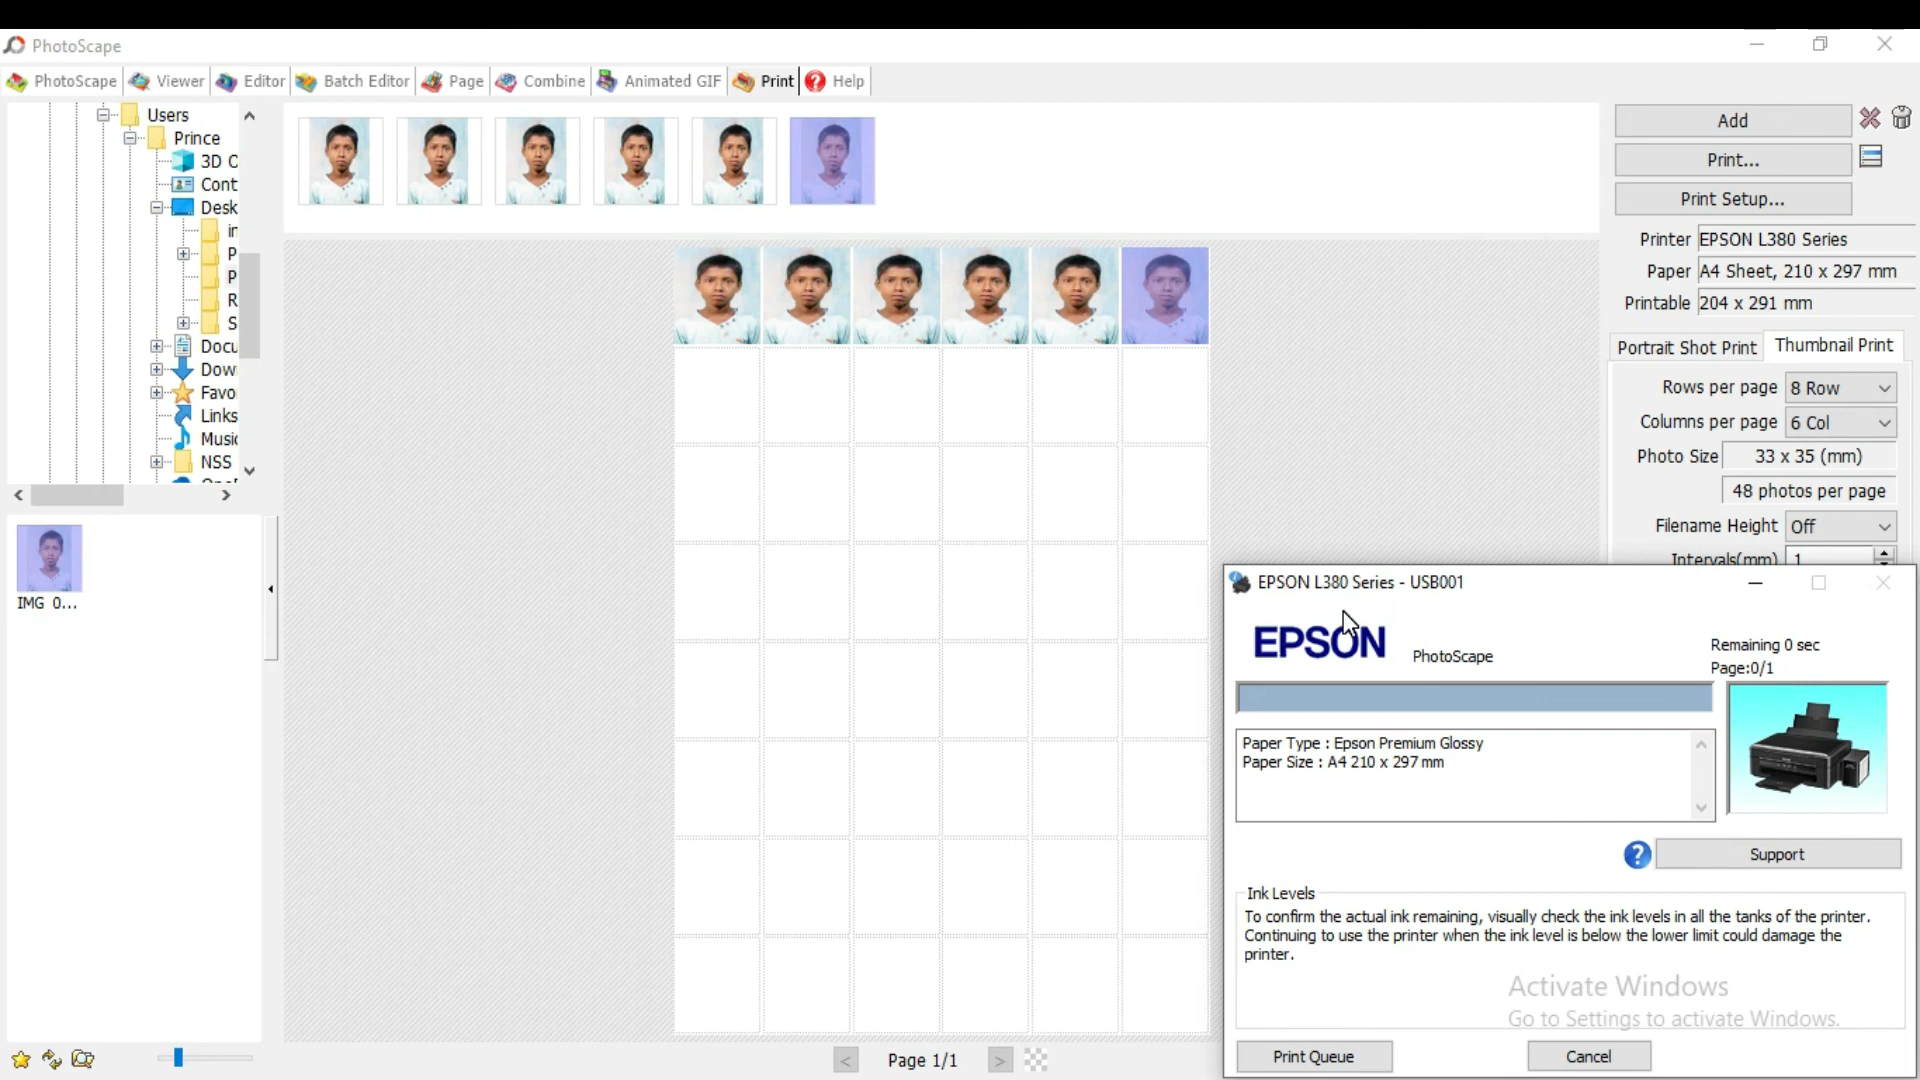 PhotoScape
PhotoScape Viewer Editor Batch Editor Page Combine Animated GIF Print Help
Users
Prince
3D O
Cont
Desk
in
P
P
R
S
Docu
Dow
Favo
Links
Music
NSS
IMG 0...
< Page 1/1 >
Add
Print...
Print Setup...
Printer EPSON L380 Series
Paper A4 Sheet, 210 x 297 mm
Printable 204 x 291 mm
Portrait Shot Print Thumbnail Print
Rows per page 8 Row
Columns per page 6 Col
Photo Size 33 x 35 (mm)
48 photos per page
Filename Height Off
Intervals(mm) 1
EPSON L380 Series - USB001
EPSON PhotoScape
Remaining 0 sec
Page:0/1
Paper Type : Epson Premium Glossy
Paper Size : A4 210 x 297 mm
Support
Ink Levels
To confirm the actual ink remaining, visually check the ink levels in all the tanks of the printer.
Continuing to use the printer when the ink level is below the lower limit could damage the
printer.
Activate Windows
Go to Settings to activate Windows.
Print Queue Cancel